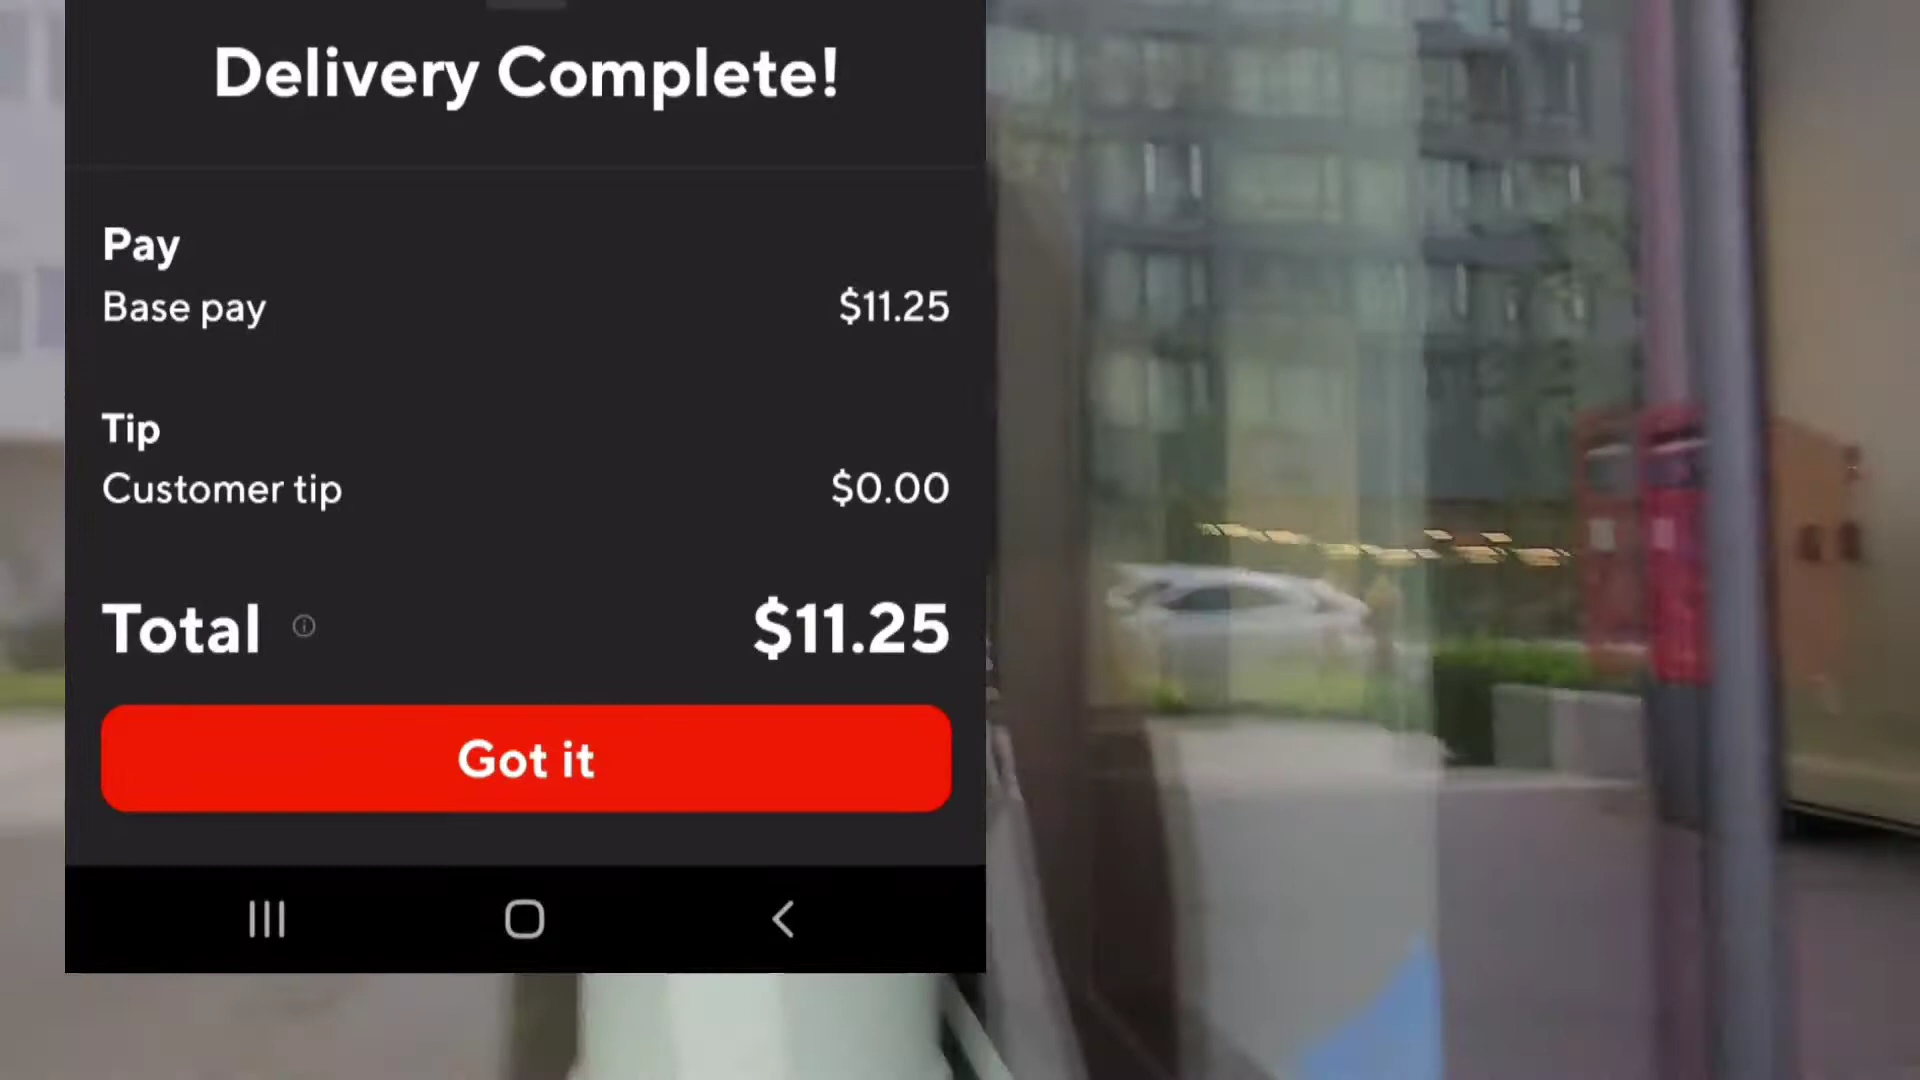 Delivery Complete!
Pay
Base pay $11.25
Tip
Customer tip $0.00
Total $11.25
Got it